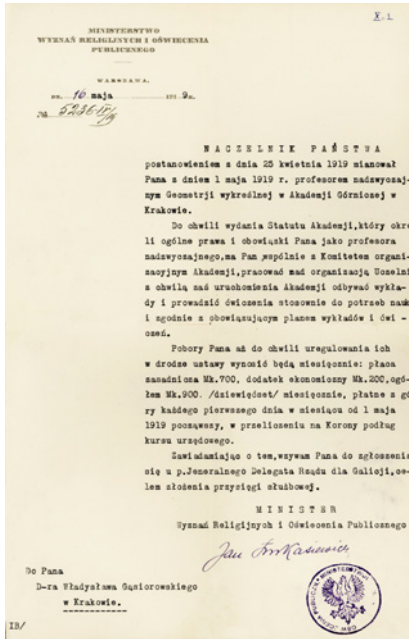 X. 2.
MINISTERSTWO
WYZNAŃ RELIGIJNYCH I OŚWIECENIA
PUBLICZNEGO
WARSZAWA,
DN. 16 maja 1919 R.
№ 5236-IV/19
NACZELNIK PAŃSTWA
postanowieniem z dnia 25 kwietnia 1919 mianował
Pana z dniem 1 maja 1919 r. profesorem nadzwyczaj-
nym Geometrji wykreślnej w Akademji Górniczej w
Krakowie.
Do chwili wydania Statutu Akademji,który okre
li ogólne prawa i obowiązki Pana jako profesora
nadzwyczajnego,ma Pan wspólnie z Komitetem organi-
zacyjnym Akademji,pracować nad organizacją Uczelni
z chwilą zaś uruchomienia Akademji odbywać wykła-
dy i prowadzić ćwiczenia stosownie do potrzeb nauk
i zgodnie z obowiązującym planem wykładów i ćwi -
czeń.
Pobory Pana aż do chwili uregulowania ich
w drodze ustawy wynosić będą miesięcznie: płaca
zasadnicza Mk.700, dodatek ekonomiczny Mk.200,ogó-
łem Mk.900. /dziewięćset/ miesięcznie, płatne z gó
ry każdego pierwszego dnia w miesiącu od 1 maja
1919 począwszy, w przeliczeniu na Korony podług
kursu urzędowego.
Zawiadamiając o tem,wzywam Pana do zgłoszenia
się u p.Jeneralnego Delegata Rządu dla Galicji,ce-
lem złożenia przysięgi służbowej.
MINISTER
Wyznań Religijnych i Oświecenia Publicznego
Jan Łukasiewicz
Do Pana
D-ra Władysława Gąsiorowskiego
w Krakowie.
IB/